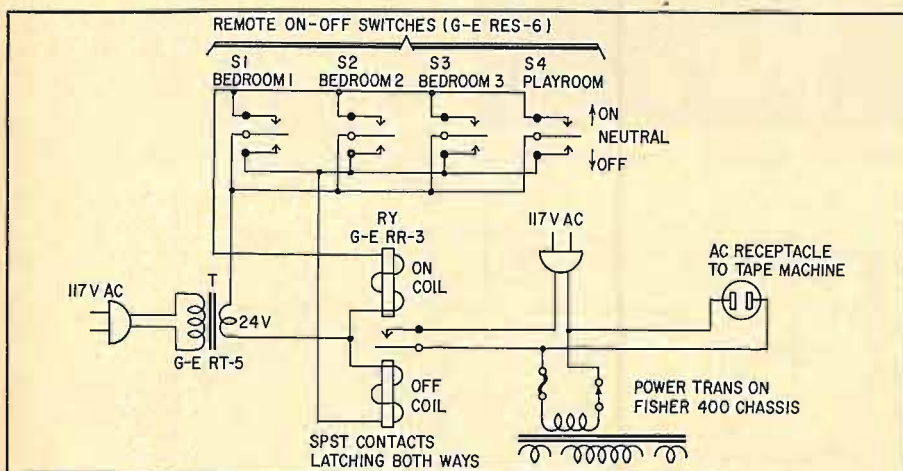 REMOTE ON-OFF SWITCHES (G-E RES-6)
S1 S2 S3 S4
BEDROOM 1 BEDROOM 2 BEDROOM 3 PLAYROOM
ON
NEUTRAL
OFF
RY
G-E RR-3
117V AC
AC RECEPTACLE
TO TAPE MACHINE
ON
COIL
117V AC
T
24V
G-E RT-5
OFF
COIL
POWER TRANS ON
FISHER 400 CHASSIS
SPST CONTACTS
LATCHING BOTH WAYS